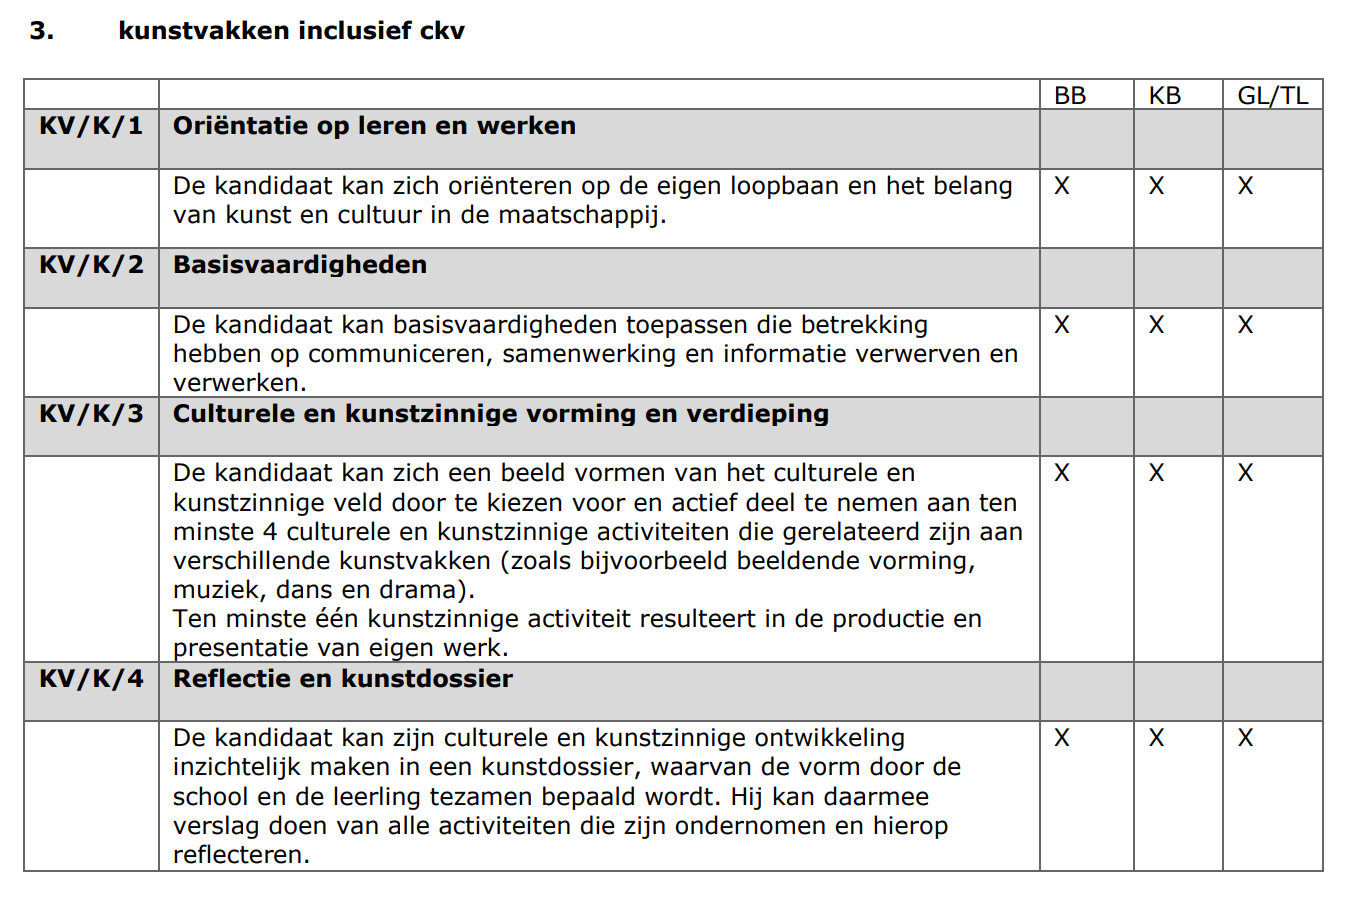 3. kunstvakken inclusief ckv
BB KB GL/TL
KV/K/1 Oriëntatie op leren en werken
De kandidaat kan zich oriënteren op de eigen loopbaan en het belang X X X
van kunst en cultuur in de maatschappij.
KV/K/2 Basisvaardigheden
De kandidaat kan basisvaardigheden toepassen die betrekking X X X
hebben op communiceren, samenwerking en informatie verwerven en
verwerken.
KV/K/3 Culturele en kunstzinnige vorming en verdieping
De kandidaat kan zich een beeld vormen van het culturele en X X X
kunstzinnige veld door te kiezen voor en actief deel te nemen aan ten
minste 4 culturele en kunstzinnige activiteiten die gerelateerd zijn aan
verschillende kunstvakken (zoals bijvoorbeeld beeldende vorming,
muziek, dans en drama).
Ten minste één kunstzinnige activiteit resulteert in de productie en
presentatie van eigen werk.
KV/K/4 Reflectie en kunstdossier
De kandidaat kan zijn culturele en kunstzinnige ontwikkeling X X X
inzichtelijk maken in een kunstdossier, waarvan de vorm door de
school en de leerling tezamen bepaald wordt. Hij kan daarmee
verslag doen van alle activiteiten die zijn ondernomen en hierop
reflecteren.